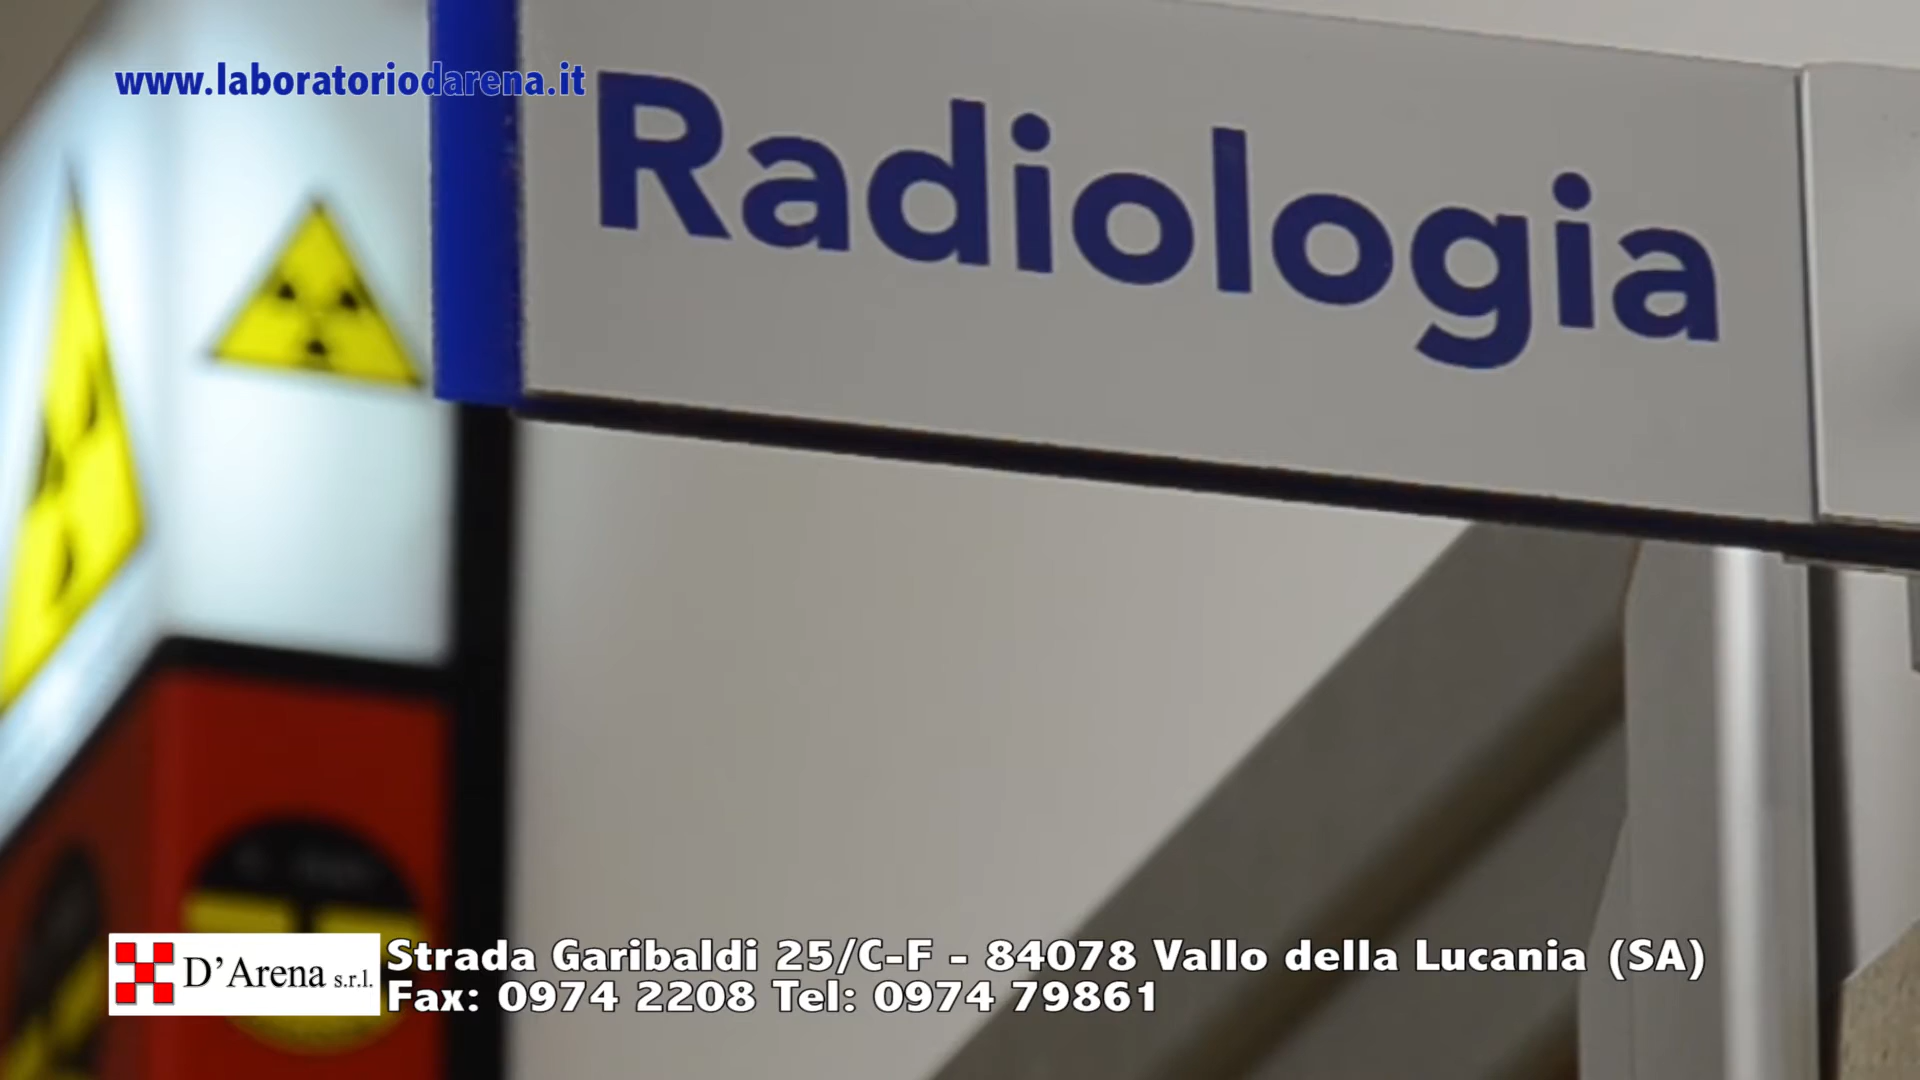 www.laboratoriodarena.it
Radiologia
D'Arena s.r.l.
Strada Garibaldi 25/C-F - 84078 Vallo della Lucania (SA)
Fax: 0974 2208 Tel: 0974 79861